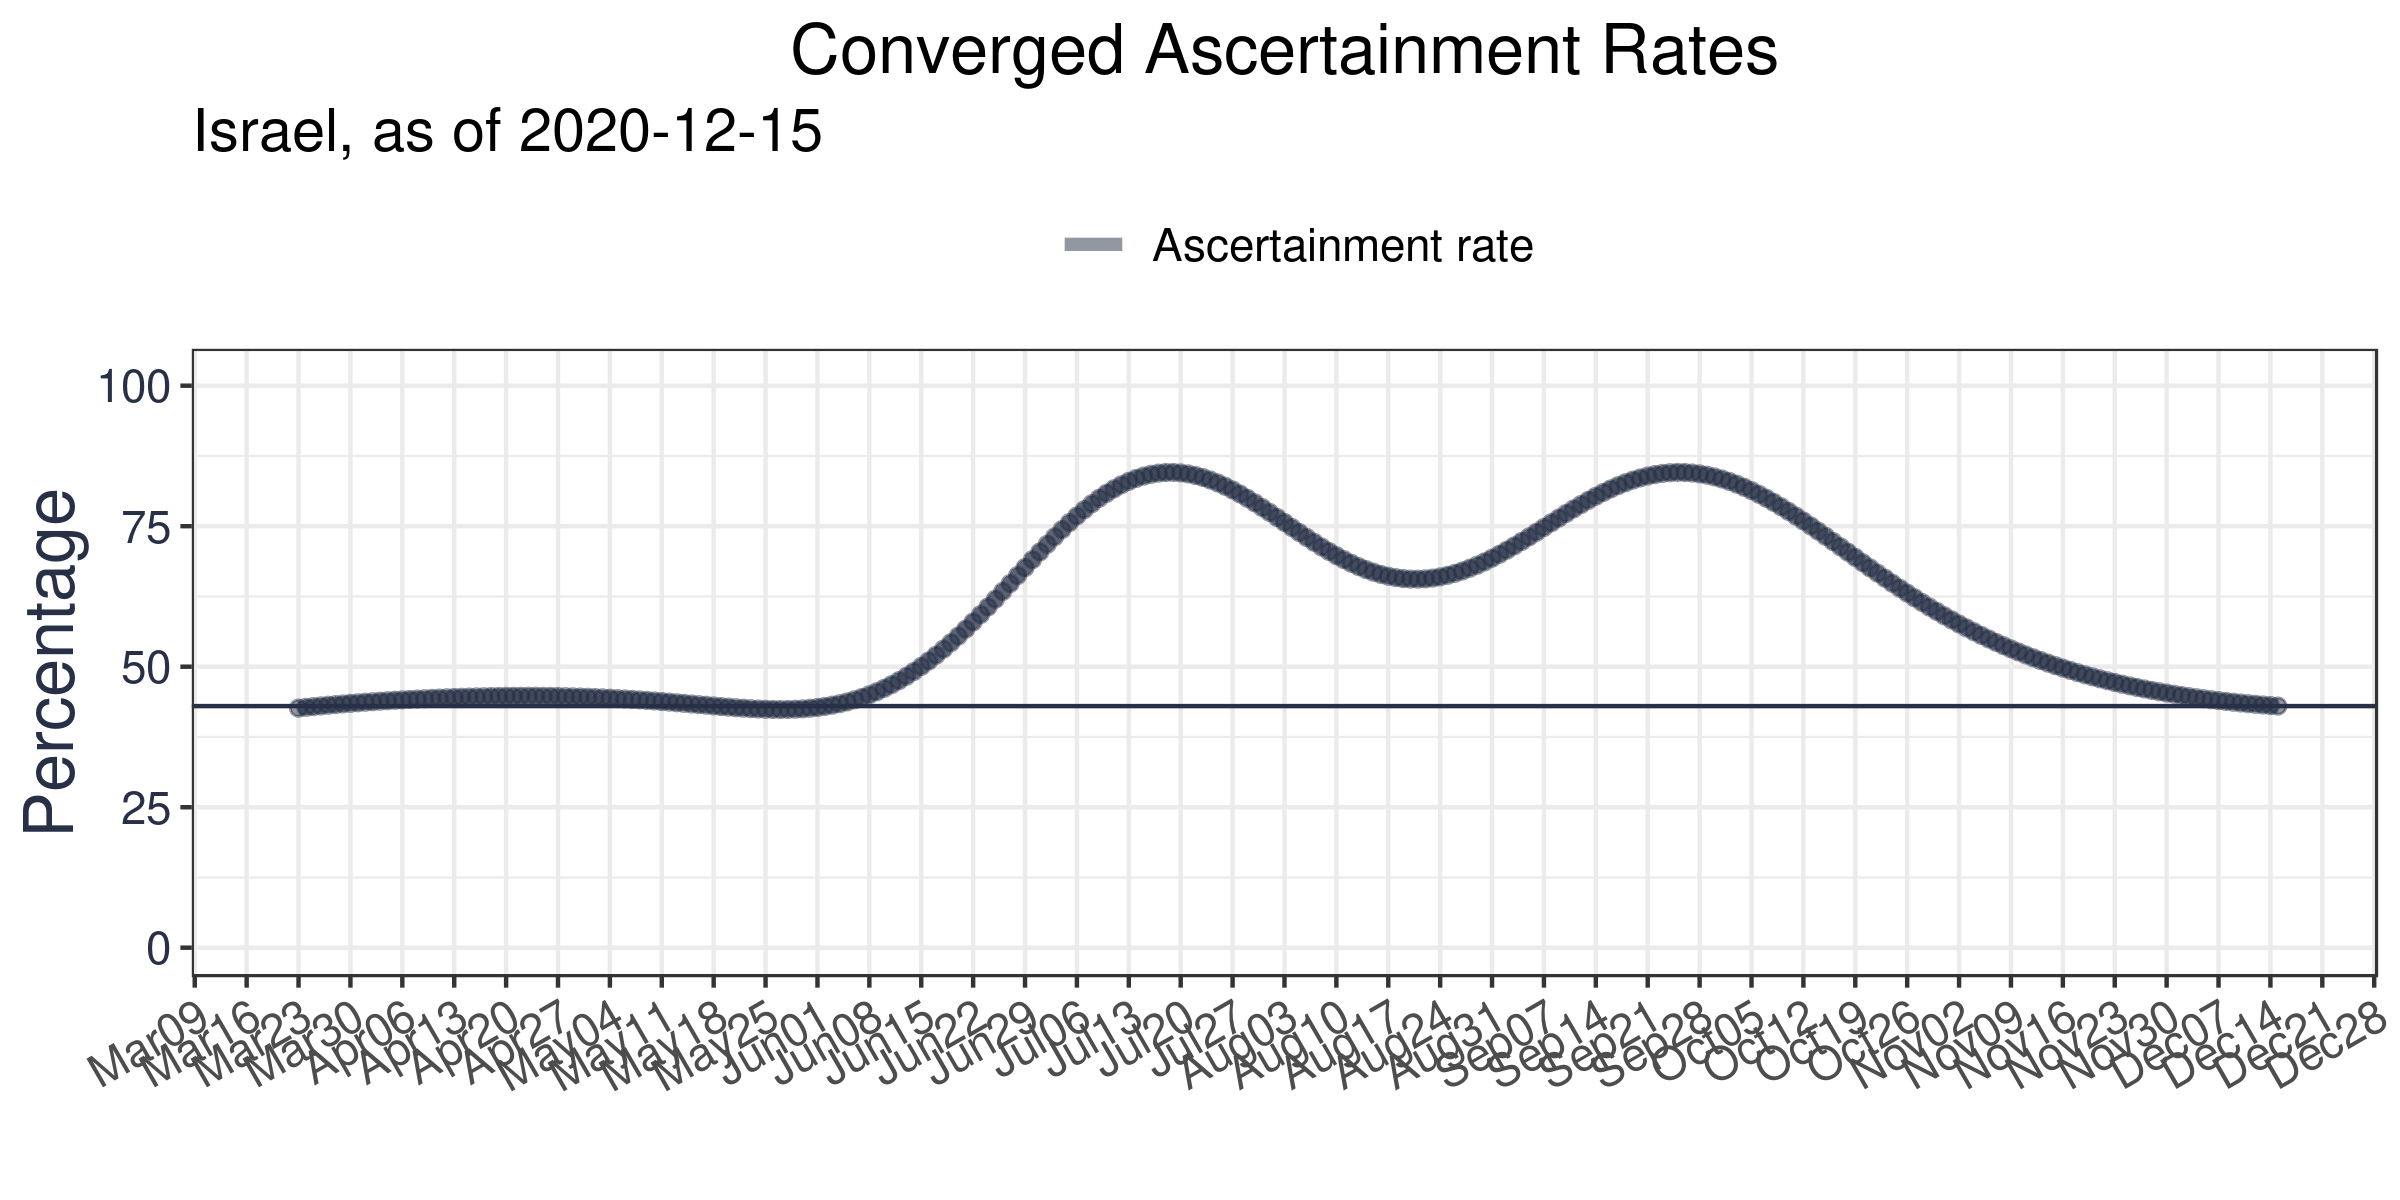 Converged Ascertainment Rates
Israel, as of 2020-12-15
Ascertainment rate
Percentage
100
75
50
25
0
Mar09
Mar16
Mar23
Mar30
Apr06
Apr13
Apr20
Apr27
May04
May11
May18
May25
Jun01
Jun08
Jun15
Jun22
Jun29
Jul06
Jul13
Jul20
Jul27
Aug03
Aug10
Aug17
Aug24
Aug31
Sep07
Sep14
Sep21
Sep28
Oct05
Oct12
Oct19
Oct26
Nov02
Nov09
Nov16
Nov23
Nov30
Dec07
Dec14
Dec21
Dec28